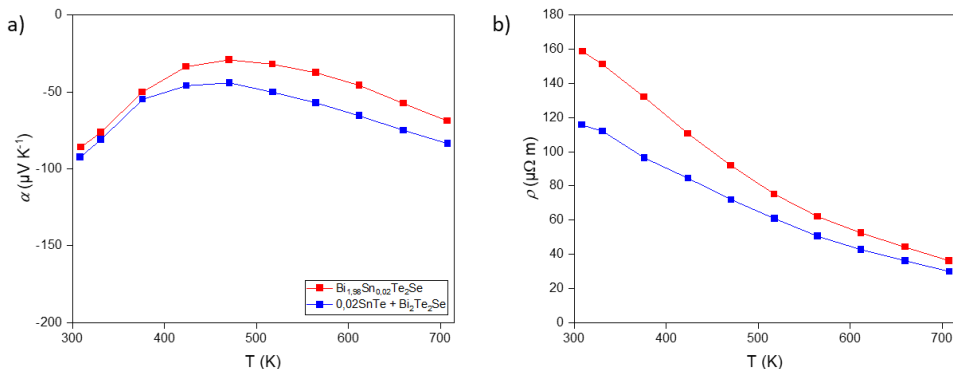 a)
0
-50
-100
-150
-200
α (µV K⁻¹)
300 400 500 600 700
T (K)
Bi₁,₉₈Sn₀,₀₂Te₂Se
0,02SnTe + Bi₂Te₂Se
b)
180
160
140
120
100
80
60
40
20
0
ρ (µΩ m)
300 400 500 600 700
T (K)